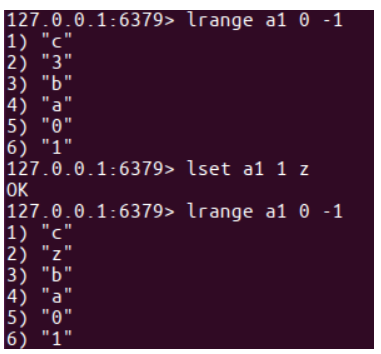 127.0.0.1:6379> lrange a1 0 -1
1) "c"
2) "3"
3) "b"
4) "a"
5) "0"
6) "1"
127.0.0.1:6379> lset a1 1 z
OK
127.0.0.1:6379> lrange a1 0 -1
1) "c"
2) "z"
3) "b"
4) "a"
5) "0"
6) "1"